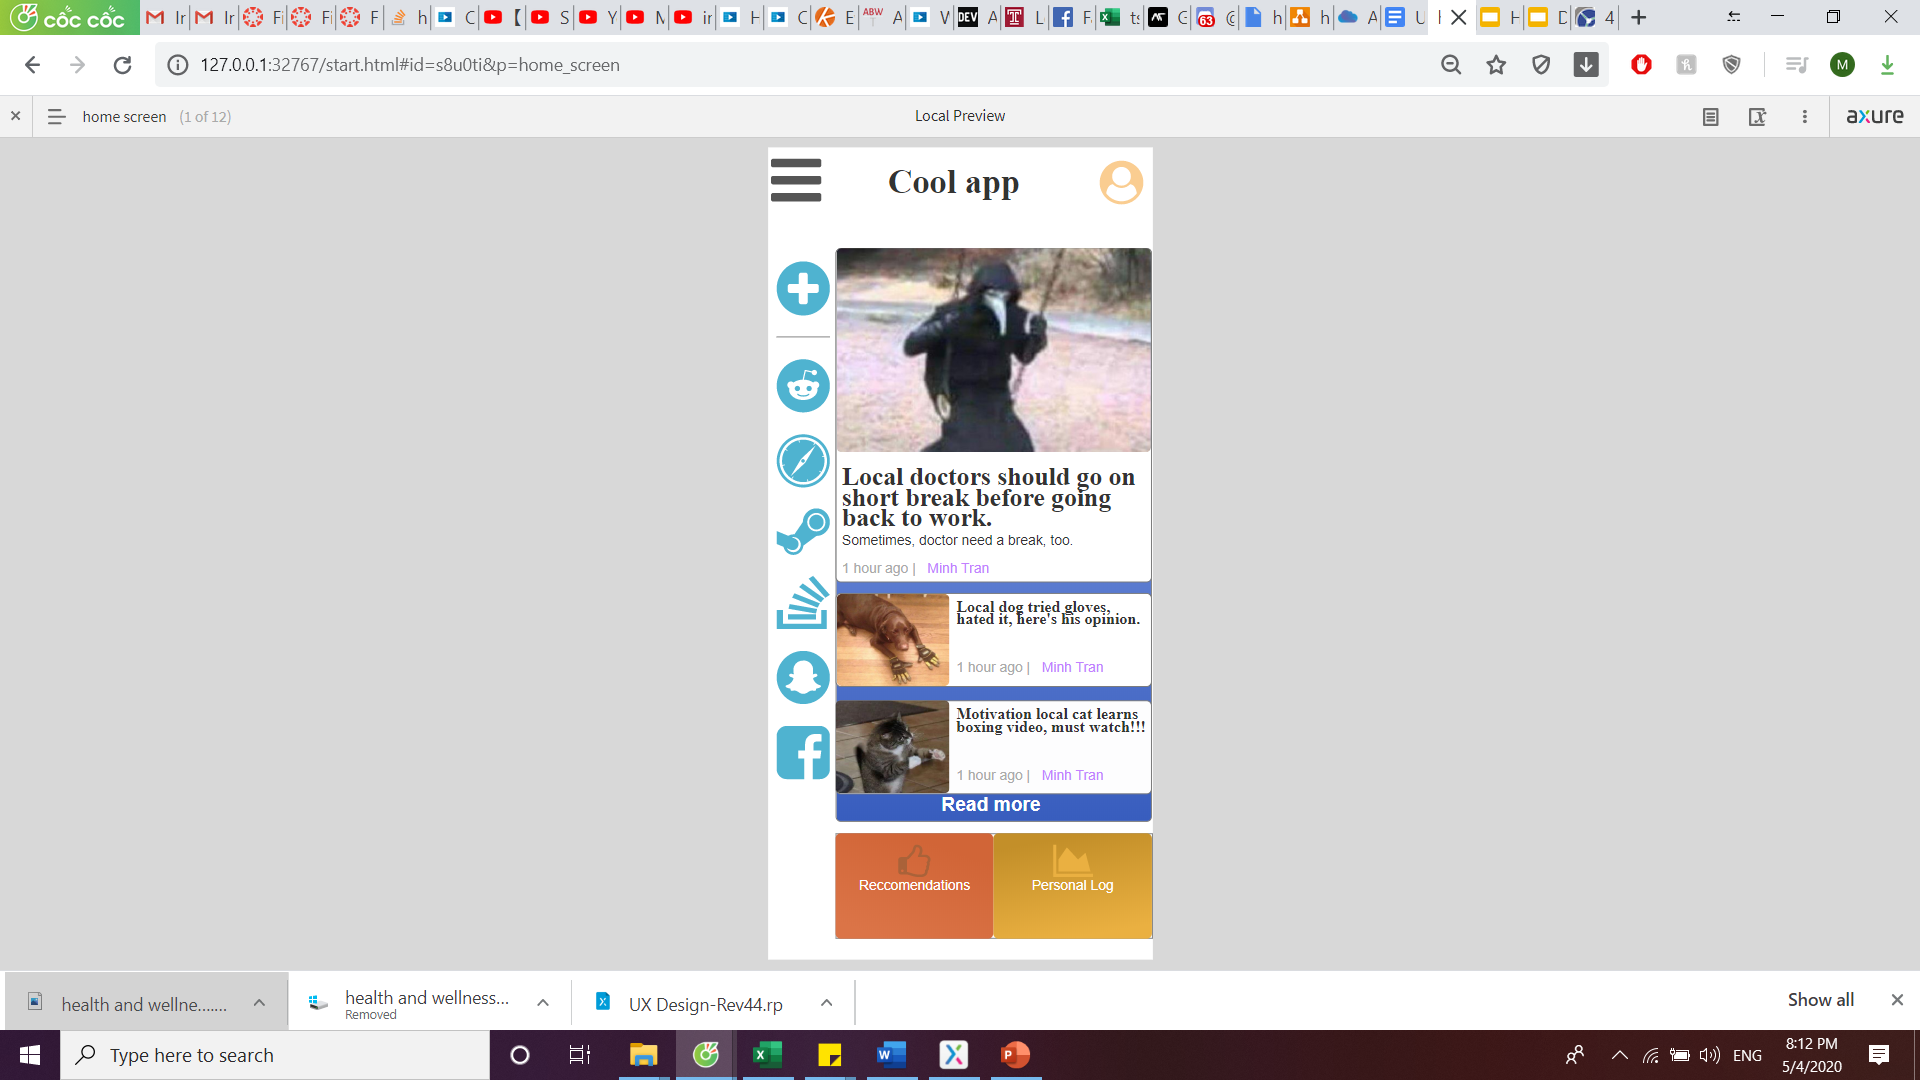 cốc cốc
127.0.0.1:32767/start.html#id=s8u0ti&p=home_screen
home screen (1 of 12)
Local Preview
axure
Cool app
Local doctors should go on
short break before going
back to work.
Sometimes, doctor need a break, too.
1 hour ago | Minh Tran
Local dog tried gloves,
hated it, here's his opinion.
1 hour ago | Minh Tran
Motivation local cat learns
boxing video, must watch!!!
1 hour ago | Minh Tran
Read more
Reccomendations
Personal Log
health and wellne.......
health and wellness...
Removed
UX Design-Rev44.rp
Show all
Type here to search
ENG
8:12 PM
5/4/2020